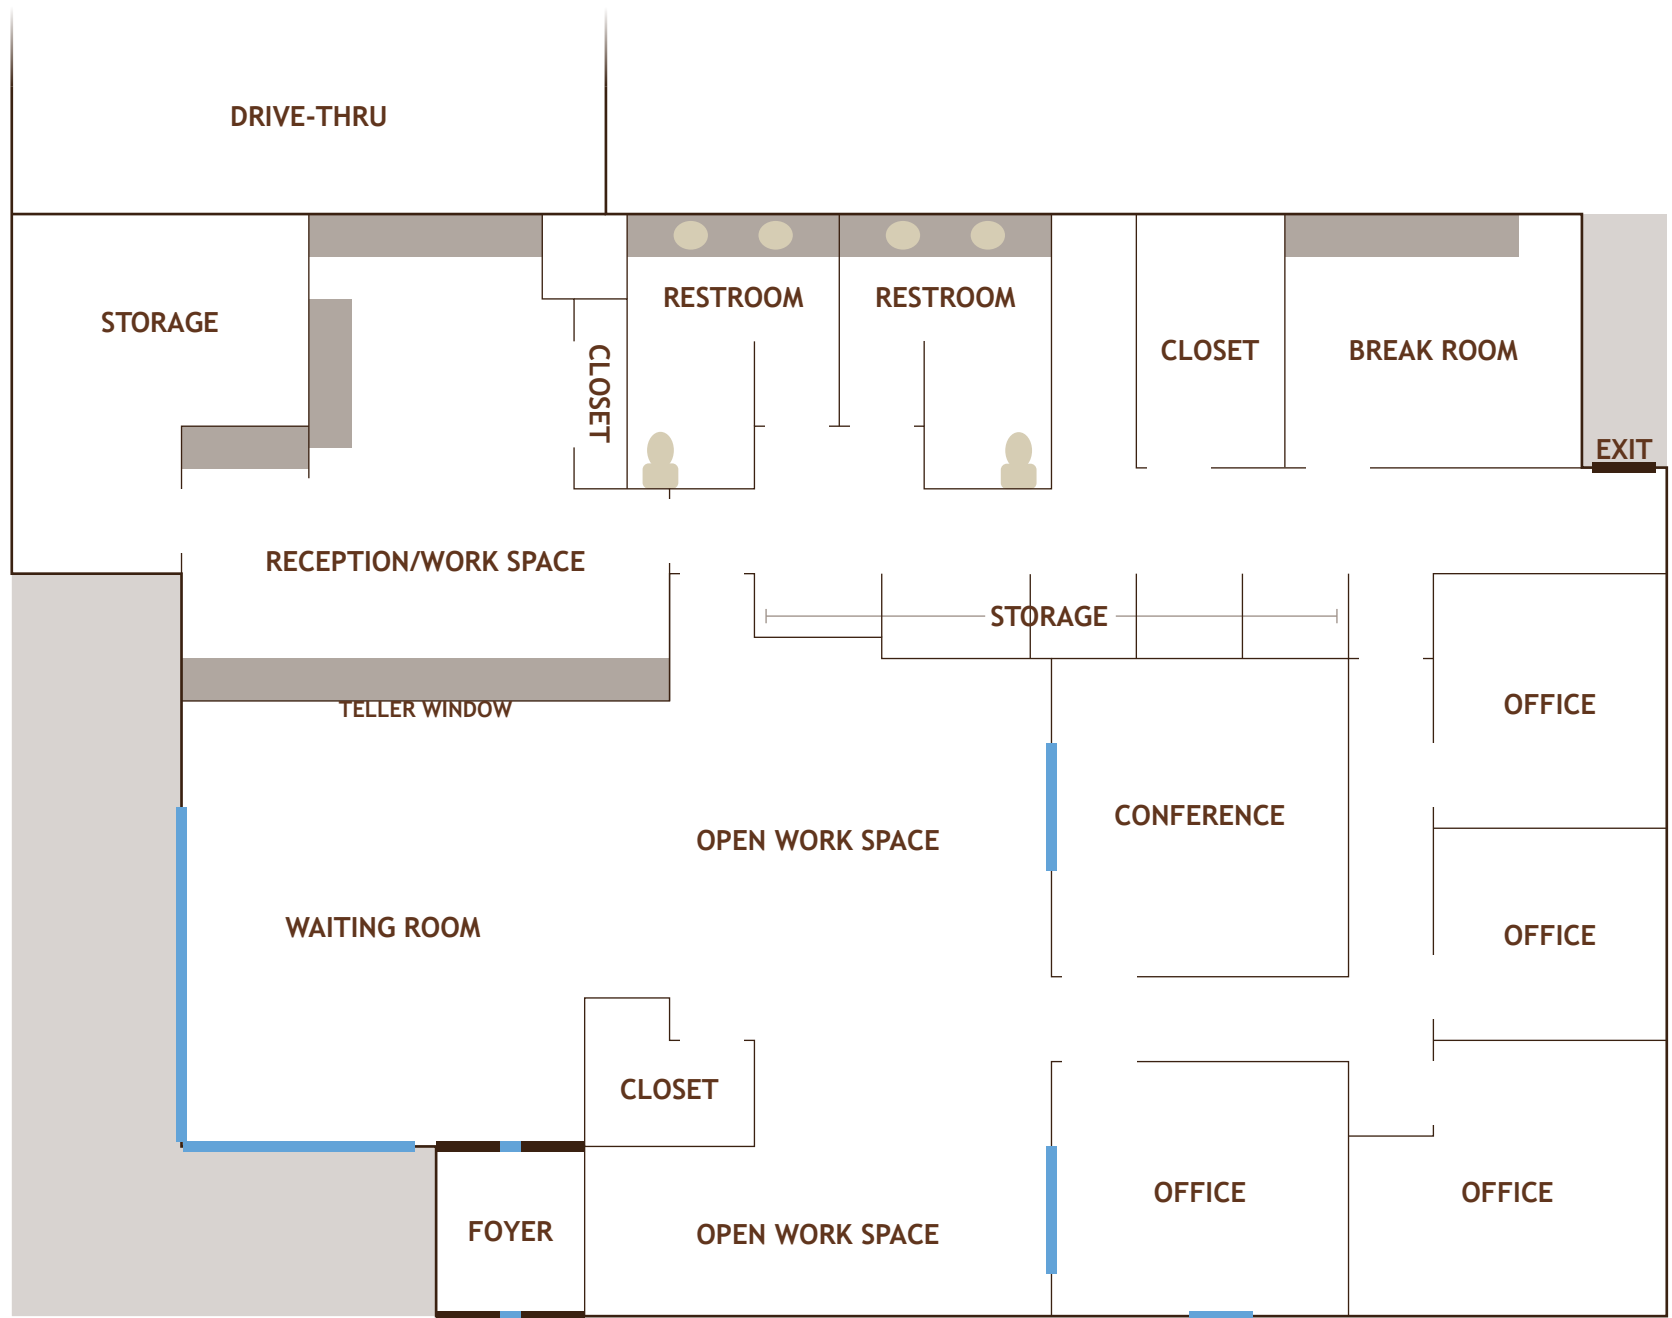 DRIVE-THRU
RESTROOM
RESTROOM
STORAGE
CLOSET
CLOSET
BREAK ROOM
EXIT
RECEPTION/WORK SPACE
STORAGE
OFFICE
TELLER WINDOW
CONFERENCE
OPEN WORK SPACE
WAITING ROOM
OFFICE
CLOSET
OFFICE
OFFICE
FOYER
OPEN WORK SPACE